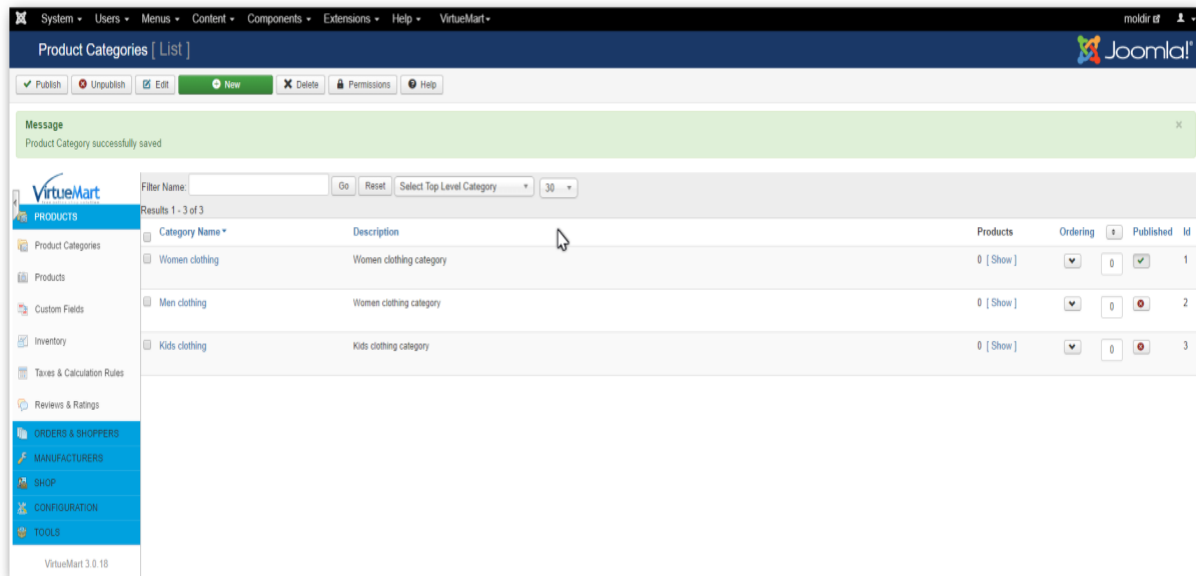 System Users Menus Content Components Extensions Help VirtueMart moldir
Product Categories [ List ] Joomla!®
Publish Unpublish Edit New Delete Permissions Help
Message ×
Product Category successfully saved
VirtueMart
Filter Name: Go Reset Select Top Level Category 30
Results 1 - 3 of 3
PRODUCTS
Product Categories
Products
Custom Fields
Inventory
Taxes & Calculation Rules
Reviews & Ratings
ORDERS & SHOPPERS
MANUFACTURERS
SHOP
CONFIGURATION
TOOLS
VirtueMart 3.0.18
Category Name Description Products Ordering Published Id
Women clothing Women clothing category 0 [ Show ] 0 1
Men clothing Women clothing category 0 [ Show ] 0 2
Kids clothing Kids clothing category 0 [ Show ] 0 3